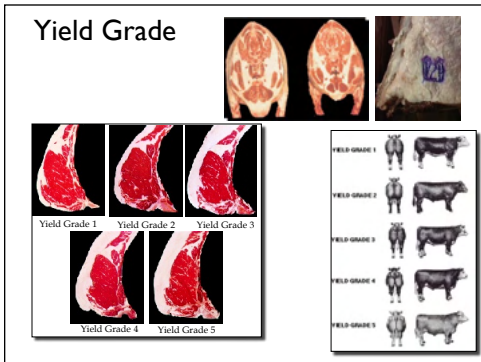 Yield Grade
Yield Grade 1
Yield Grade 2
Yield Grade 3
Yield Grade 4
Yield Grade 5
YIELD GRADE 1
YIELD GRADE 2
YIELD GRADE 3
YIELD GRADE 4
YIELD GRADE 5